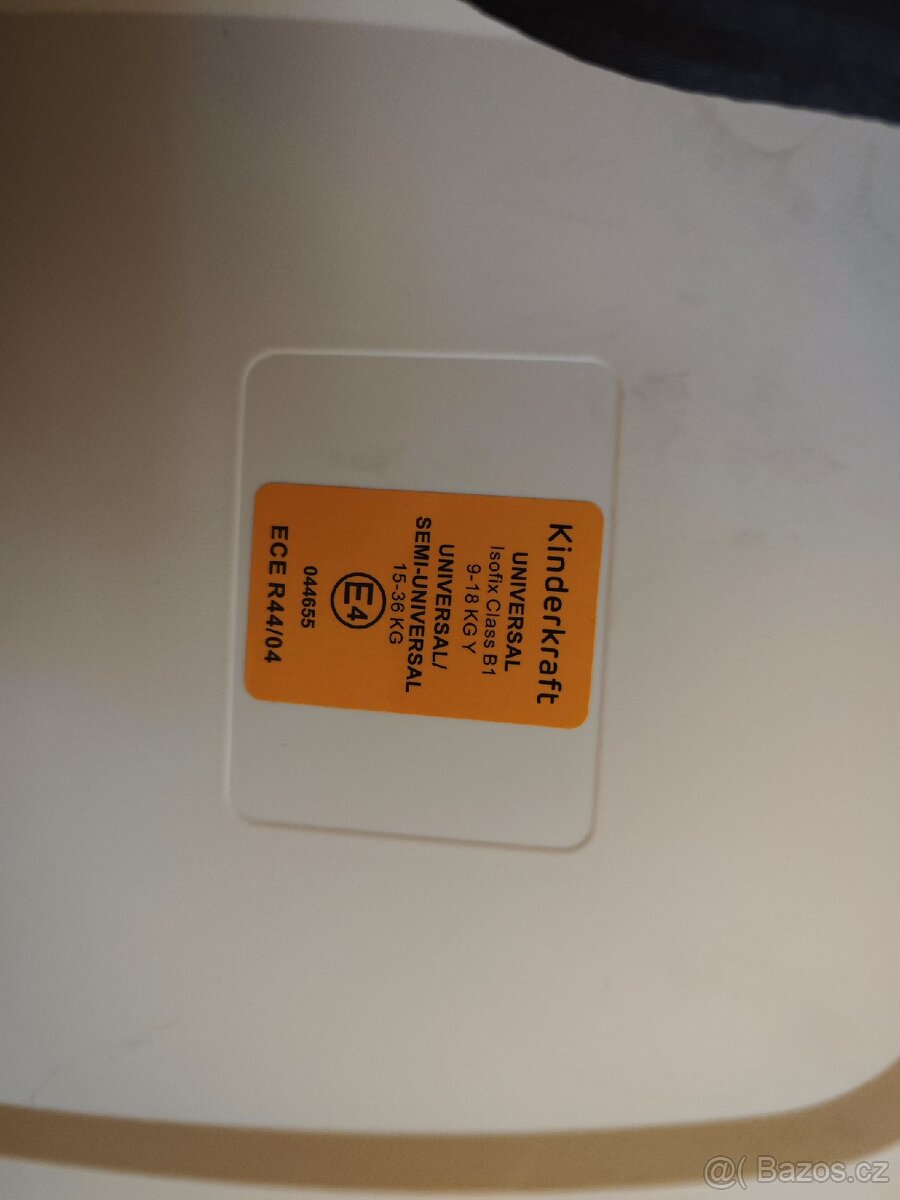 Kinderkraft
UNIVERSAL
Isofix Class B1
9-18 KG Y
UNIVERSAL/
SEMI-UNIVERSAL
15-36 KG
E4
044655
ECE R44/04
@( Bazos.cz